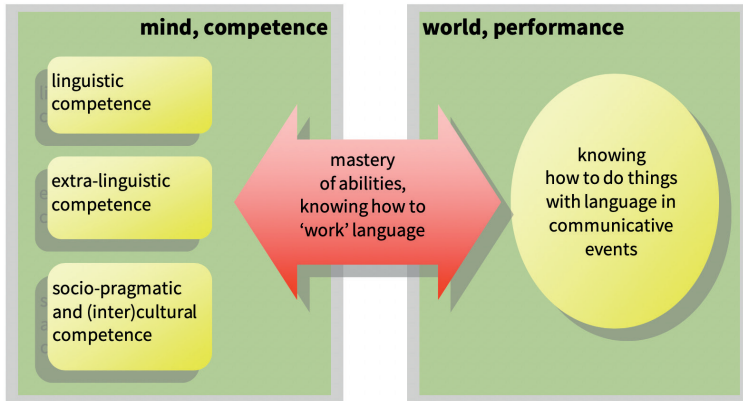 mind, competence
world, performance
linguistic
competence
extra-linguistic
competence
socio-pragmatic
and (inter)cultural
competence
mastery
of abilities,
knowing how to
‘work’ language
knowing
how to do things
with language in
communicative
events